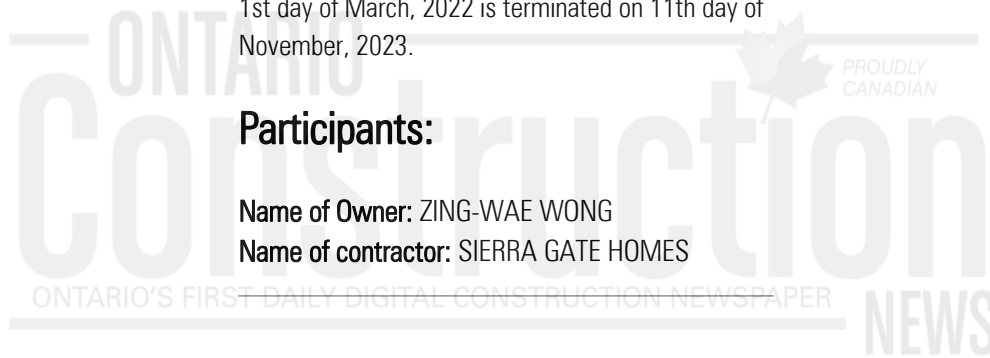 1st day of March, 2022 is terminated on 11th day of
November, 2023.
ONTARIO
PROUDLY
CANADIAN
Construction
Participants:
Name of Owner: ZING-WAE WONG
Name of contractor: SIERRA GATE HOMES
ONTARIO'S FIRST DAILY DIGITAL CONSTRUCTION NEWSPAPER
NEWS